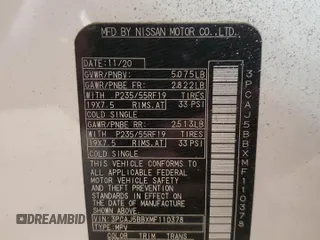 MFD BY NISSAN MOTOR CO.,LTD.
DATE: 11/20
GVWR/PNBV: 5075LB
GAWR/PNBE FR: 2822LB
WITH P235/55RF19 TIRES
19X7.5 RIMS,AT 33 PSI
COLD SINGLE
GAWR/PNBE RR: 2513LB
WITH P235/55RF19 TIRES
19X7.5 RIMS,AT 33 PSI
COLD SINGLE
THIS VEHICLE CONFORMS TO
ALL APPLICABLE FEDERAL
MOTOR VEHICLE SAFETY AND
THEFT PREVENTION
STANDARDS IN EFFECT ON
THE DATE OF MANUFACTURE
SHOWN ABOVE.
VIN:3PCAJ5BBXMF110378
TYPE:MPV
COLOR TRIM TRANS
3PCAJ5BBXMF110378